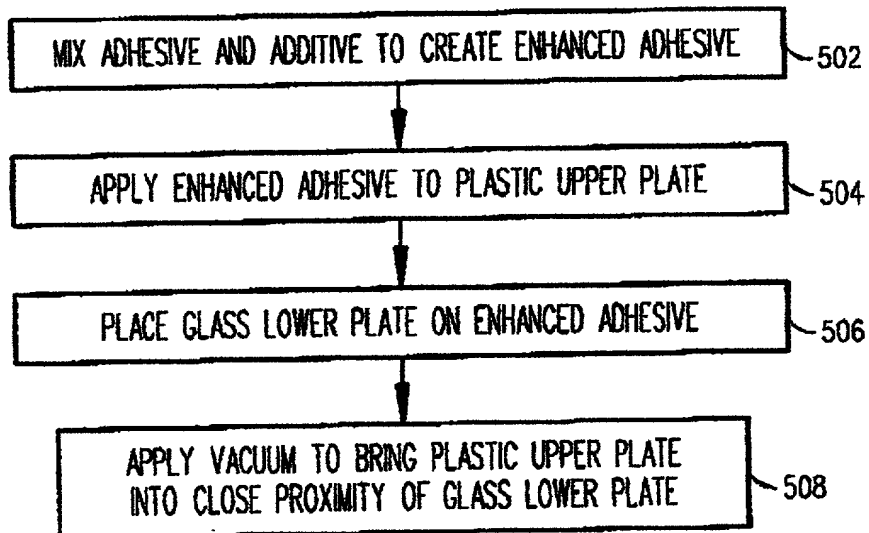 MIX ADHESIVE AND ADDITIVE TO CREATE ENHANCED ADHESIVE
502
APPLY ENHANCED ADHESIVE TO PLASTIC UPPER PLATE
504
PLACE GLASS LOWER PLATE ON ENHANCED ADHESIVE
506
APPLY VACUUM TO BRING PLASTIC UPPER PLATE
INTO CLOSE PROXIMITY OF GLASS LOWER PLATE
508